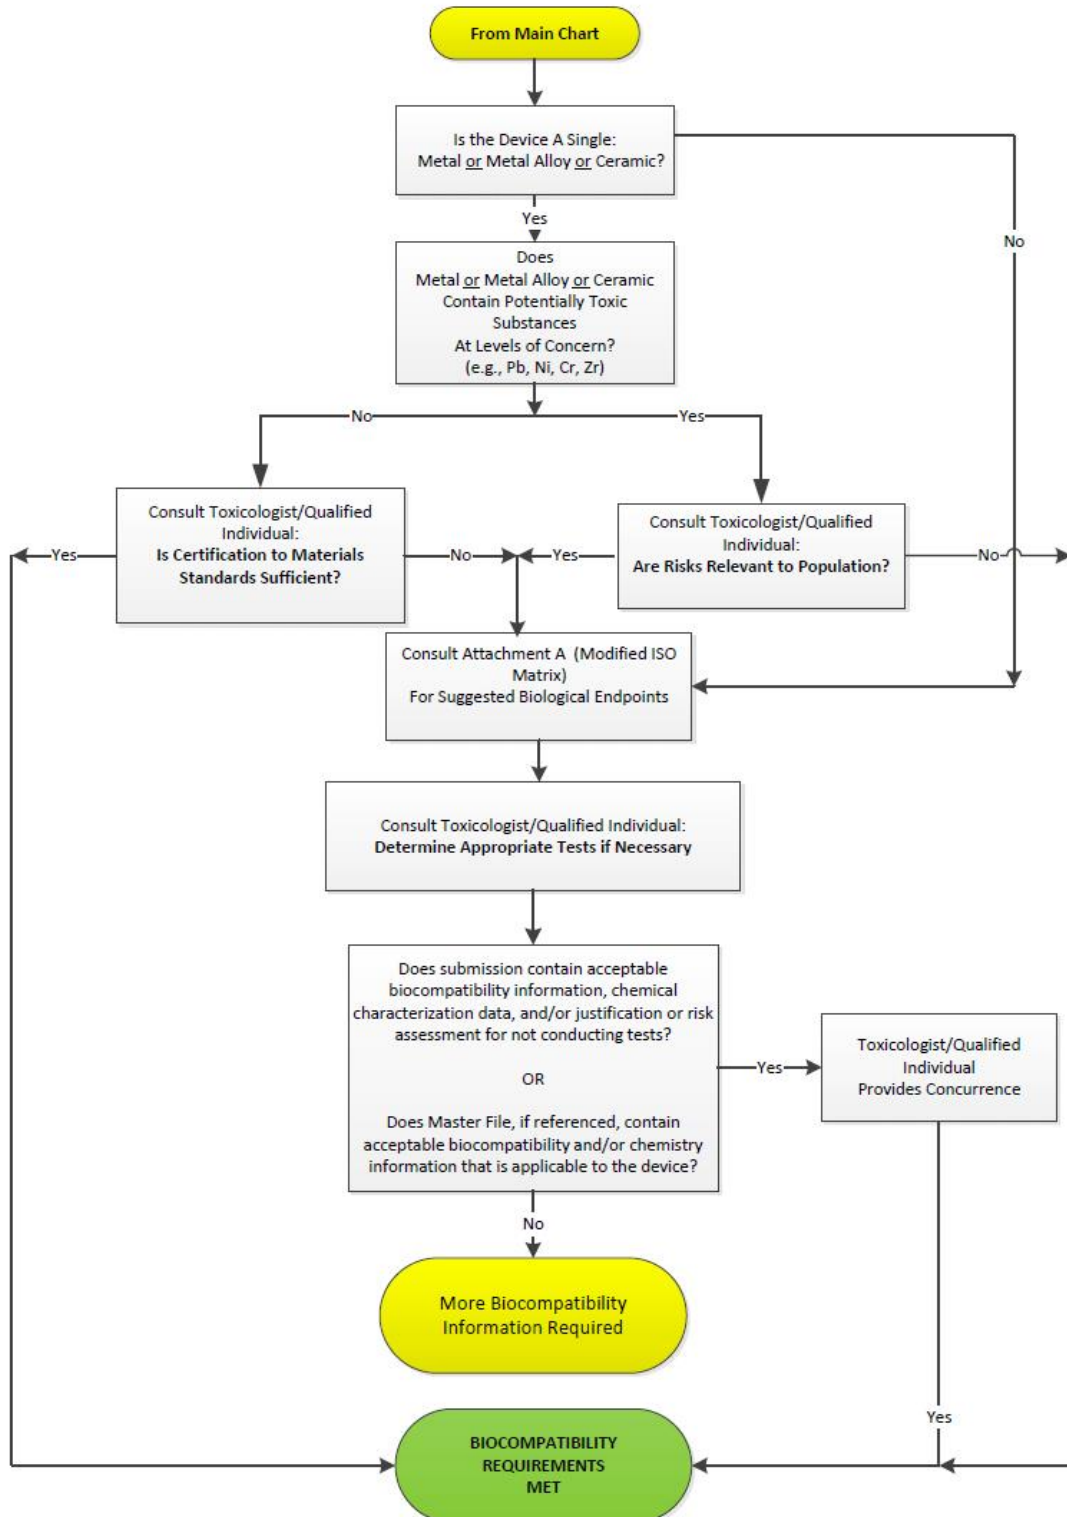 From Main Chart
Is the Device A Single:
Metal or Metal Alloy or Ceramic?
No
Yes
Does
Metal or Metal Alloy or Ceramic
Contain Potentially Toxic
Substances
At Levels of Concern?
(e.g., Pb, Ni, Cr, Zr)
No
Yes
Consult Toxicologist/Qualified
Individual:
Is Certification to Materials
Standards Sufficient?
Consult Toxicologist/Qualified
Individual:
Are Risks Relevant to Population?
Yes
No
Yes
No
Consult Attachment A (Modified ISO
Matrix)
For Suggested Biological Endpoints
Consult Toxicologist/Qualified Individual:
Determine Appropriate Tests if Necessary
Does submission contain acceptable
biocompatibility information, chemical
characterization data, and/or justification or risk
assessment for not conducting tests?
OR
Does Master File, if referenced, contain
acceptable biocompatibility and/or chemistry
information that is applicable to the device?
Yes
Toxicologist/Qualified
Individual
Provides Concurrence
No
More Biocompatibility
Information Required
Yes
BIOCOMPATIBILITY
REQUIREMENTS
MET